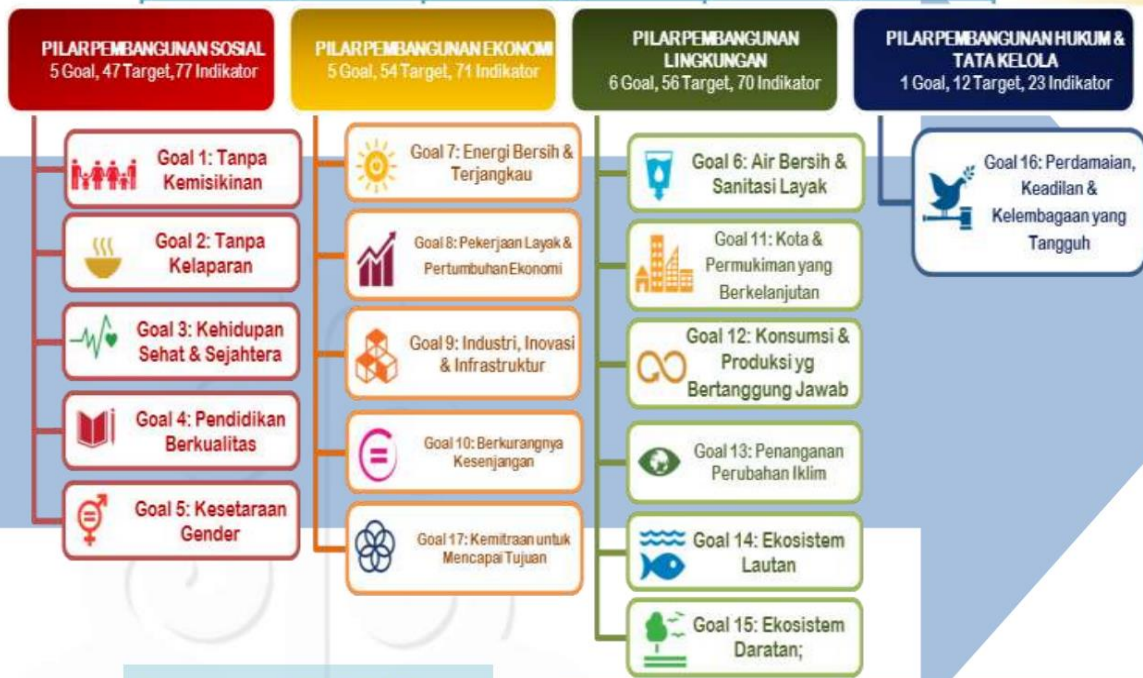 PILAR PEMBANGUNAN SOSIAL
5 Goal, 47 Target,77 Indikator
Goal 1: Tanpa
Kemisikinan
Goal 2: Tanpa
Kelaparan
Goal 3: Kehidupan
Sehat & Sejahtera
Goal 4: Pendidikan
Berkualitas
Goal 5: Kesetaraan
Gender
PILAR PEMBANGUNAN EKONOMI
5 Goal, 54 Target, 71 Indikator
Goal 7: Energi Bersih &
Terjangkau
Goal 8: Pekerjaan Layak &
Pertumbuhan Ekonomi
Goal 9: Industri, Inovasi
& Infrastruktur
Goal 10: Berkurangnya
Kesenjangan
Goal 17: Kemitraan untuk
Mencapai Tujuan
PILAR PEMBANGUNAN
LINGKUNGAN
6 Goal, 56 Target, 70 Indikator
Goal 6: Air Bersih &
Sanitasi Layak
Goal 11: Kota &
Permukiman yang
Berkelanjutan
Goal 12: Konsumsi &
Produksi yg
Bertanggung Jawab
Goal 13: Penanganan
Perubahan Iklim
Goal 14: Ekosistem
Lautan
Goal 15: Ekosistem
Daratan;
PILAR PEMBANGUNAN HUKUM &
TATA KELOLA
1 Goal, 12 Target, 23 Indikator
Goal 16: Perdamaian,
Keadilan &
Kelembagaan yang
Tangguh